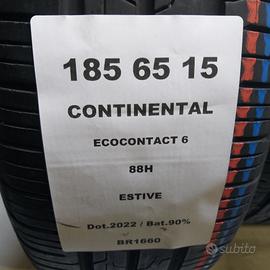 185 65 15
CONTINENTAL
ECOCONTACT 6
88H
ESTIVE
Dot.2022 / Bat.90%
BR1660
subito